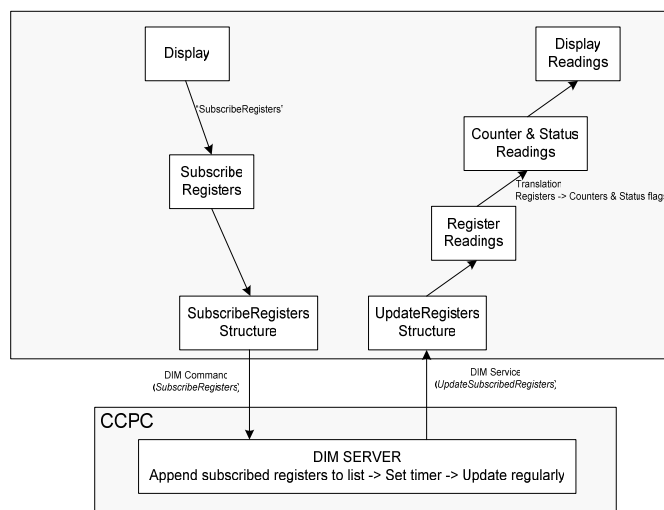 Display
Display
Readings
"SubscribeRegisters"
Counter & Status
Readings
Subscribe
Registers
Translation
Registers -> Counters & Status flags
Register
Readings
SubscribeRegisters
Structure
UpdateRegisters
Structure
DIM Command
(SubscribeRegisters)
DIM Service
(UpdateSubscribedRegisters)
CCPC
DIM SERVER
Append subscribed registers to list -> Set timer -> Update regularly